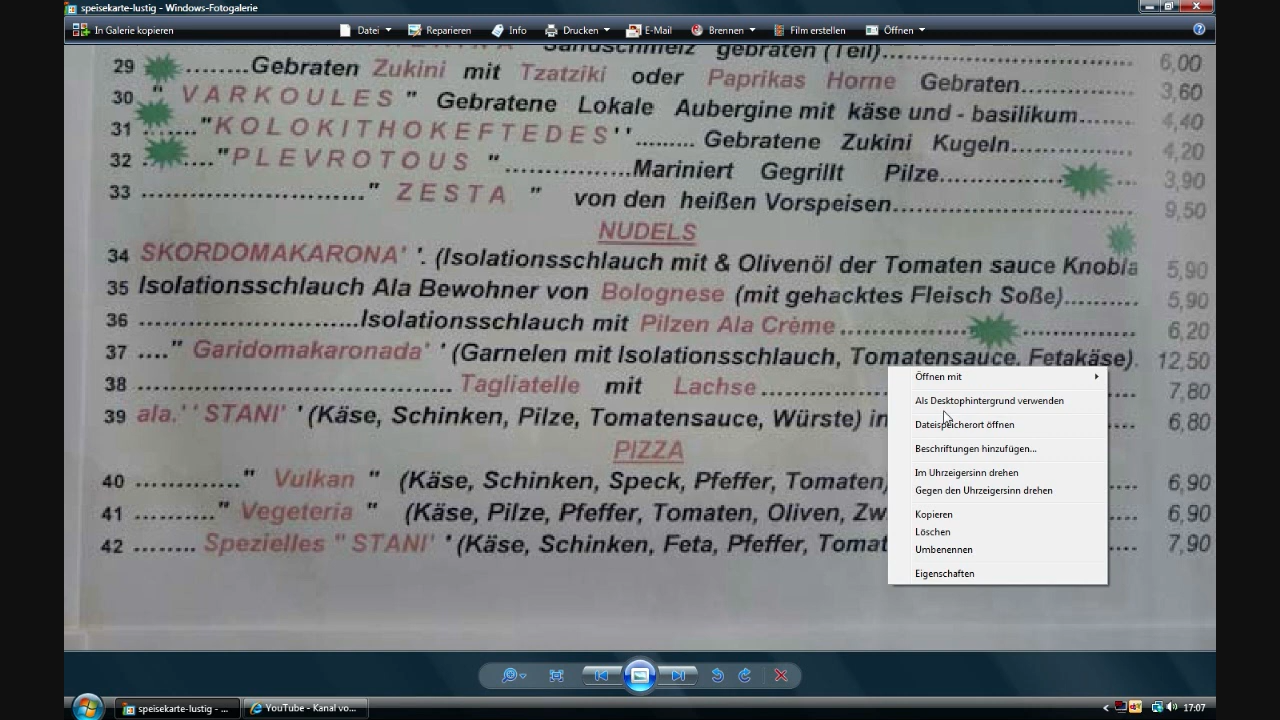 speisekarte-lustig - Windows-Fotogalerie
In Galerie kopieren Datei Reparieren Info Drucken E-Mail Brennen Film erstellen Öffnen
gebraten (Teil)................ 6,00
29 ........Gebraten Zukini mit Tzatziki oder Paprikas Horne Gebraten................ 3,60
30 " VARKOULES " Gebratene Lokale Aubergine mit käse und - basilikum....... 4,40
31 ......."KOLOKITHOKEFTEDES''......... Gebratene Zukini Kugeln................ 4,20
32 ........."PLEVROTOUS "..................Mariniert Gegrillt Pilze................ 3,90
33 .........................." ZESTA " von den heißen Vorspeisen................ 9,50
NUDELS
34 SKORDOMAKARONA' '. (Isolationsschlauch mit & Olivenöl der Tomaten sauce Knobla 5,90
35 Isolationsschlauch Ala Bewohner von Bolognese (mit gehacktes Fleisch Soße).......... 5,90
36 .........................Isolationsschlauch mit Pilzen Ala Crème................ 6,20
37 ...." Garidomakaronada' ' (Garnelen mit Isolationsschlauch, Tomatensauce, Fetakäse). 12,50
38 ................................... Tagliatelle mit Lachse................ 7,80
39 ala.' ' STANI' ' (Käse, Schinken, Pilze, Tomatensauce, Würste) in 6,80
PIZZA
40 ............" Vulkan " (Käse, Schinken, Speck, Pfeffer, Tomaten, .... 6,90
41 ........." Vegeteria " (Käse, Pilze, Pfeffer, Tomaten, Oliven, Zw .... 6,90
42 ........ Spezielles " STANI' ' (Käse, Schinken, Feta, Pfeffer, Tomat .... 7,90
Öffnen mit
Als Desktophintergrund verwenden
Dateispeicherort öffnen
Beschriftungen hinzufügen...
Im Uhrzeigersinn drehen
Gegen den Uhrzeigersinn drehen
Kopieren
Löschen
Umbenennen
Eigenschaften
speisekarte-lustig - ... YouTube - Kanal vo... 17:07